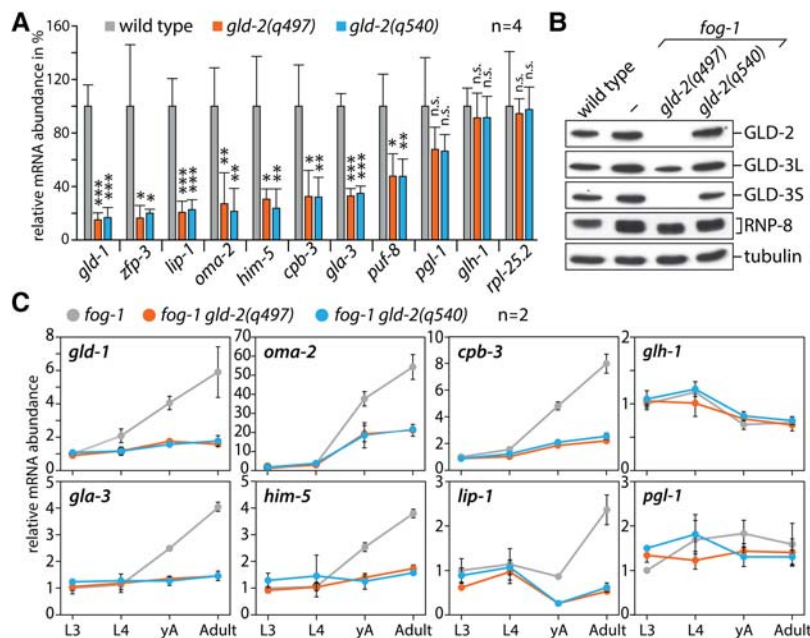 A
wild type gld-2(q497) gld-2(q540) n=4
relative mRNA abundance in %
160
120
80
40
0
*** *** * * *** *** ** ** * ** ** ** *** *** * ** n.s. n.s. n.s. n.s. n.s. n.s.
gld-1 zfp-3 lip-1 oma-2 him-5 cpb-3 gla-3 puf-8 pgl-1 glh-1 rpl-25.2
B
fog-1
wild type – gld-2(q497) gld-2(q540)
GLD-2
GLD-3L
GLD-3S
RNP-8
tubulin
C
fog-1 fog-1 gld-2(q497) fog-1 gld-2(q540) n=2
relative mRNA abundance
gld-1
8
6
4
2
0
oma-2
70
60
50
40
30
20
10
0
cpb-3
10
8
6
4
2
0
glh-1
2
1
0
gla-3
5
4
3
2
1
0
L3 L4 yA Adult
him-5
5
4
3
2
1
0
L3 L4 yA Adult
lip-1
3
2
1
0
L3 L4 yA Adult
pgl-1
3
2
1
0
L3 L4 yA Adult